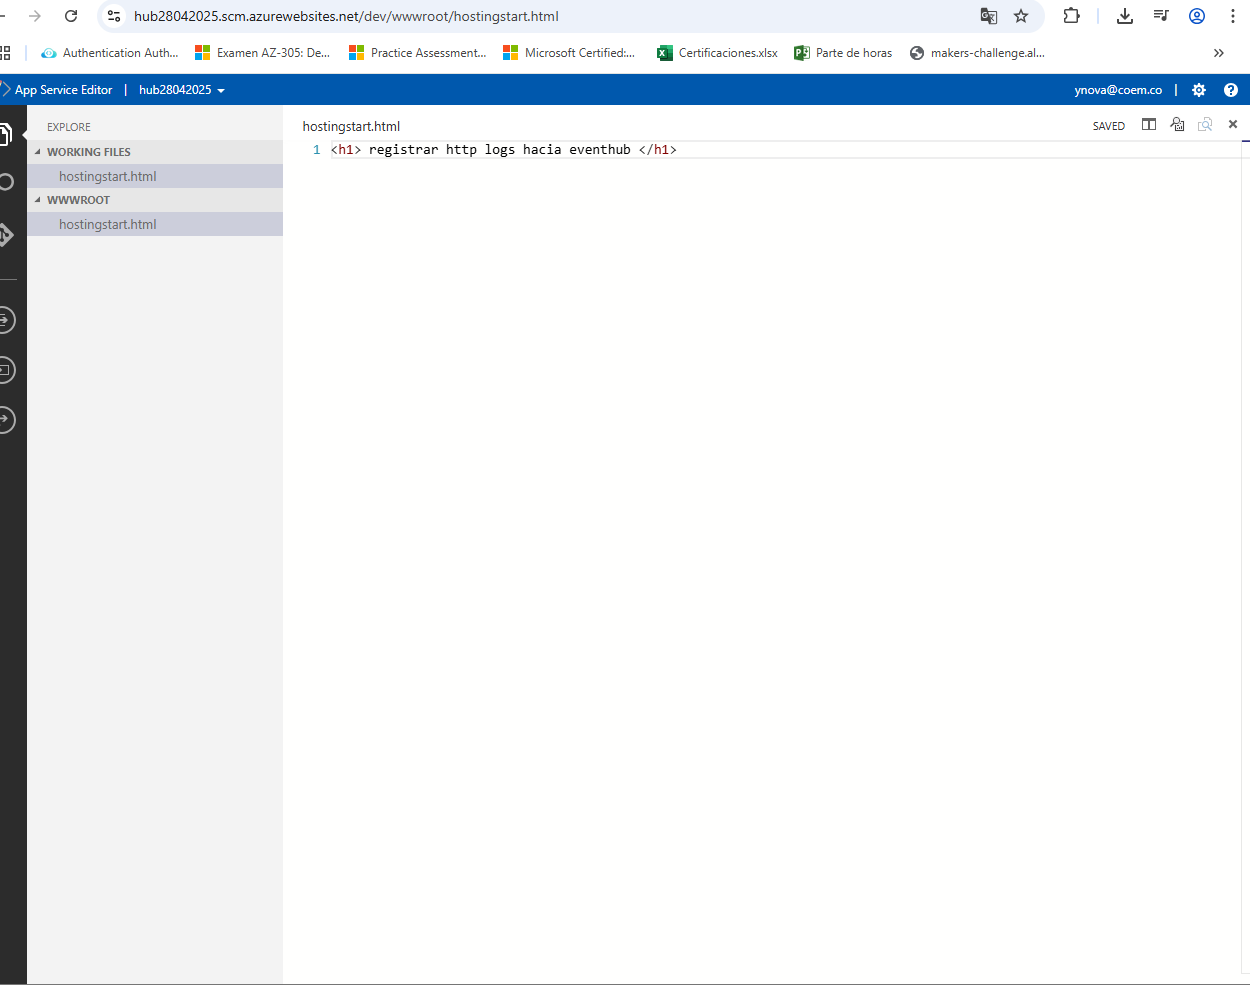 hub28042025.scm.azurewebsites.net/dev/wwwroot/hostingstart.html
Authentication Auth... Examen AZ-305: De... Practice Assessment... Microsoft Certified:... Certificaciones.xlsx Parte de horas makers-challenge.al... »
App Service Editor | hub28042025 ynova@coem.co |
EXPLORE
WORKING FILES
hostingstart.html
WWWROOT
hostingstart.html
hostingstart.html SAVED
1 <h1> registrar http logs hacia eventhub </h1>